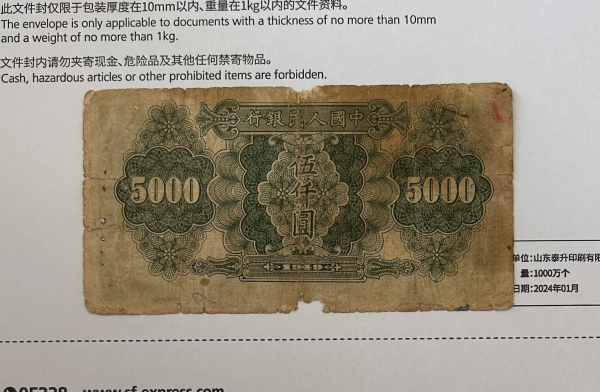 此文件封仅限于包装厚度在10mm以内、重量在1kg以内的文件资料。
The envelope is only applicable to documents with a thickness of no more than 10mm
and a weight of no more than 1kg.
文件封内请勿夹寄现金、危险品及其他任何禁寄物品。
Cash, hazardous articles or other prohibited items are forbidden.
行銀民人國中
5000
伍仟圓
5000
1949
单位:山东泰升印刷有限
量:1000万个
日期:2024年01月
95338 www.sf-express.com